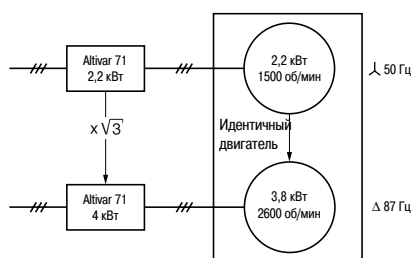 Altivar 71
2,2 кВт
2,2 кВт
1500 об/мин
⅄ 50 Гц
x √3
Идентичный
двигатель
Altivar 71
4 кВт
3,8 кВт
2600 об/мин
Δ 87 Гц